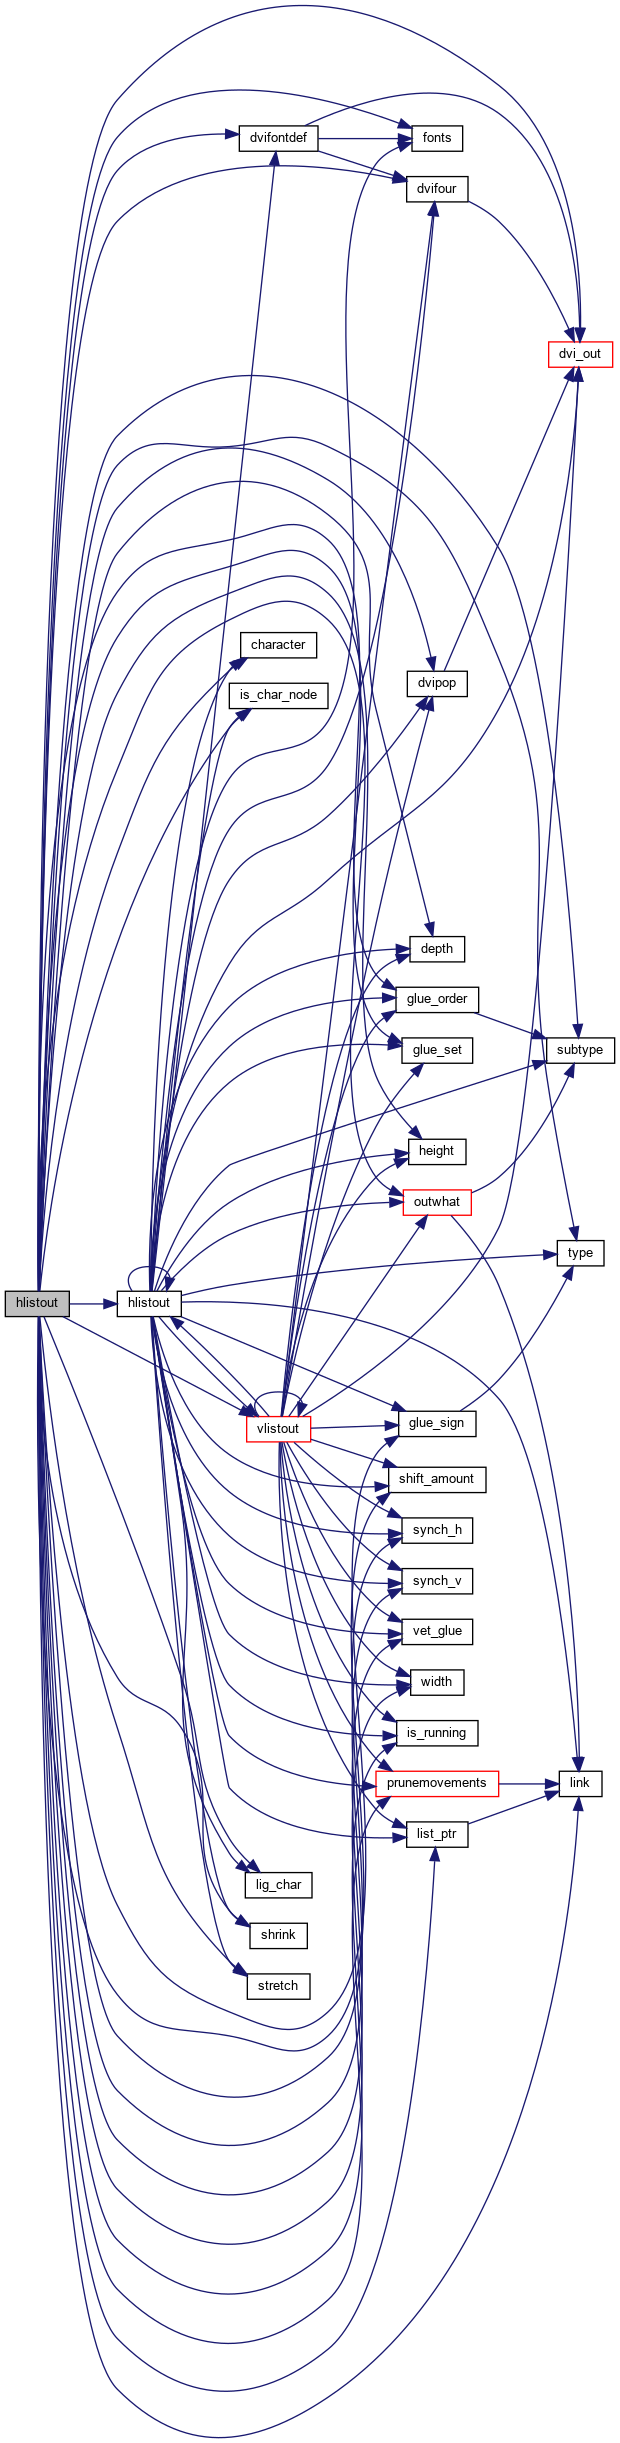 dvifontdef
fonts
dvifour
dvi_out
character
dvipop
is_char_node
depth
glue_order
glue_set
subtype
height
outwhat
type
hlistout
hlistout
vlistout
glue_sign
shift_amount
synch_h
synch_v
vet_glue
width
is_running
prunemovements
link
list_ptr
lig_char
shrink
stretch